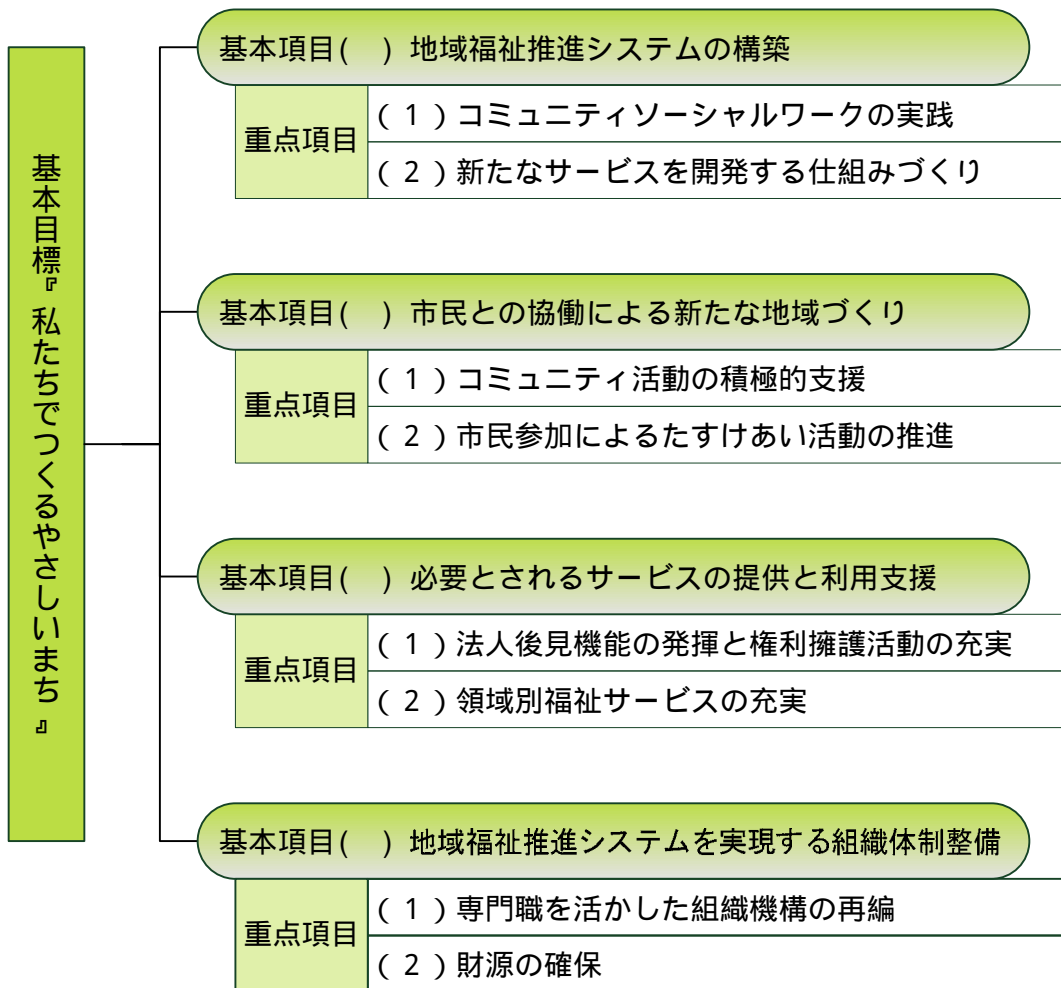 基本目標『私たちでつくるやさしいまち』
基本項目(　) 地域福祉推進システムの構築
重点項目
(1)コミュニティソーシャルワークの実践
(2)新たなサービスを開発する仕組みづくり
基本項目(　) 市民との協働による新たな地域づくり
重点項目
(1)コミュニティ活動の積極的支援
(2)市民参加によるたすけあい活動の推進
基本項目(　) 必要とされるサービスの提供と利用支援
重点項目
(1)法人後見機能の発揮と権利擁護活動の充実
(2)領域別福祉サービスの充実
基本項目(　) 地域福祉推進システムを実現する組織体制整備
重点項目
(1)専門職を活かした組織機構の再編
(2)財源の確保